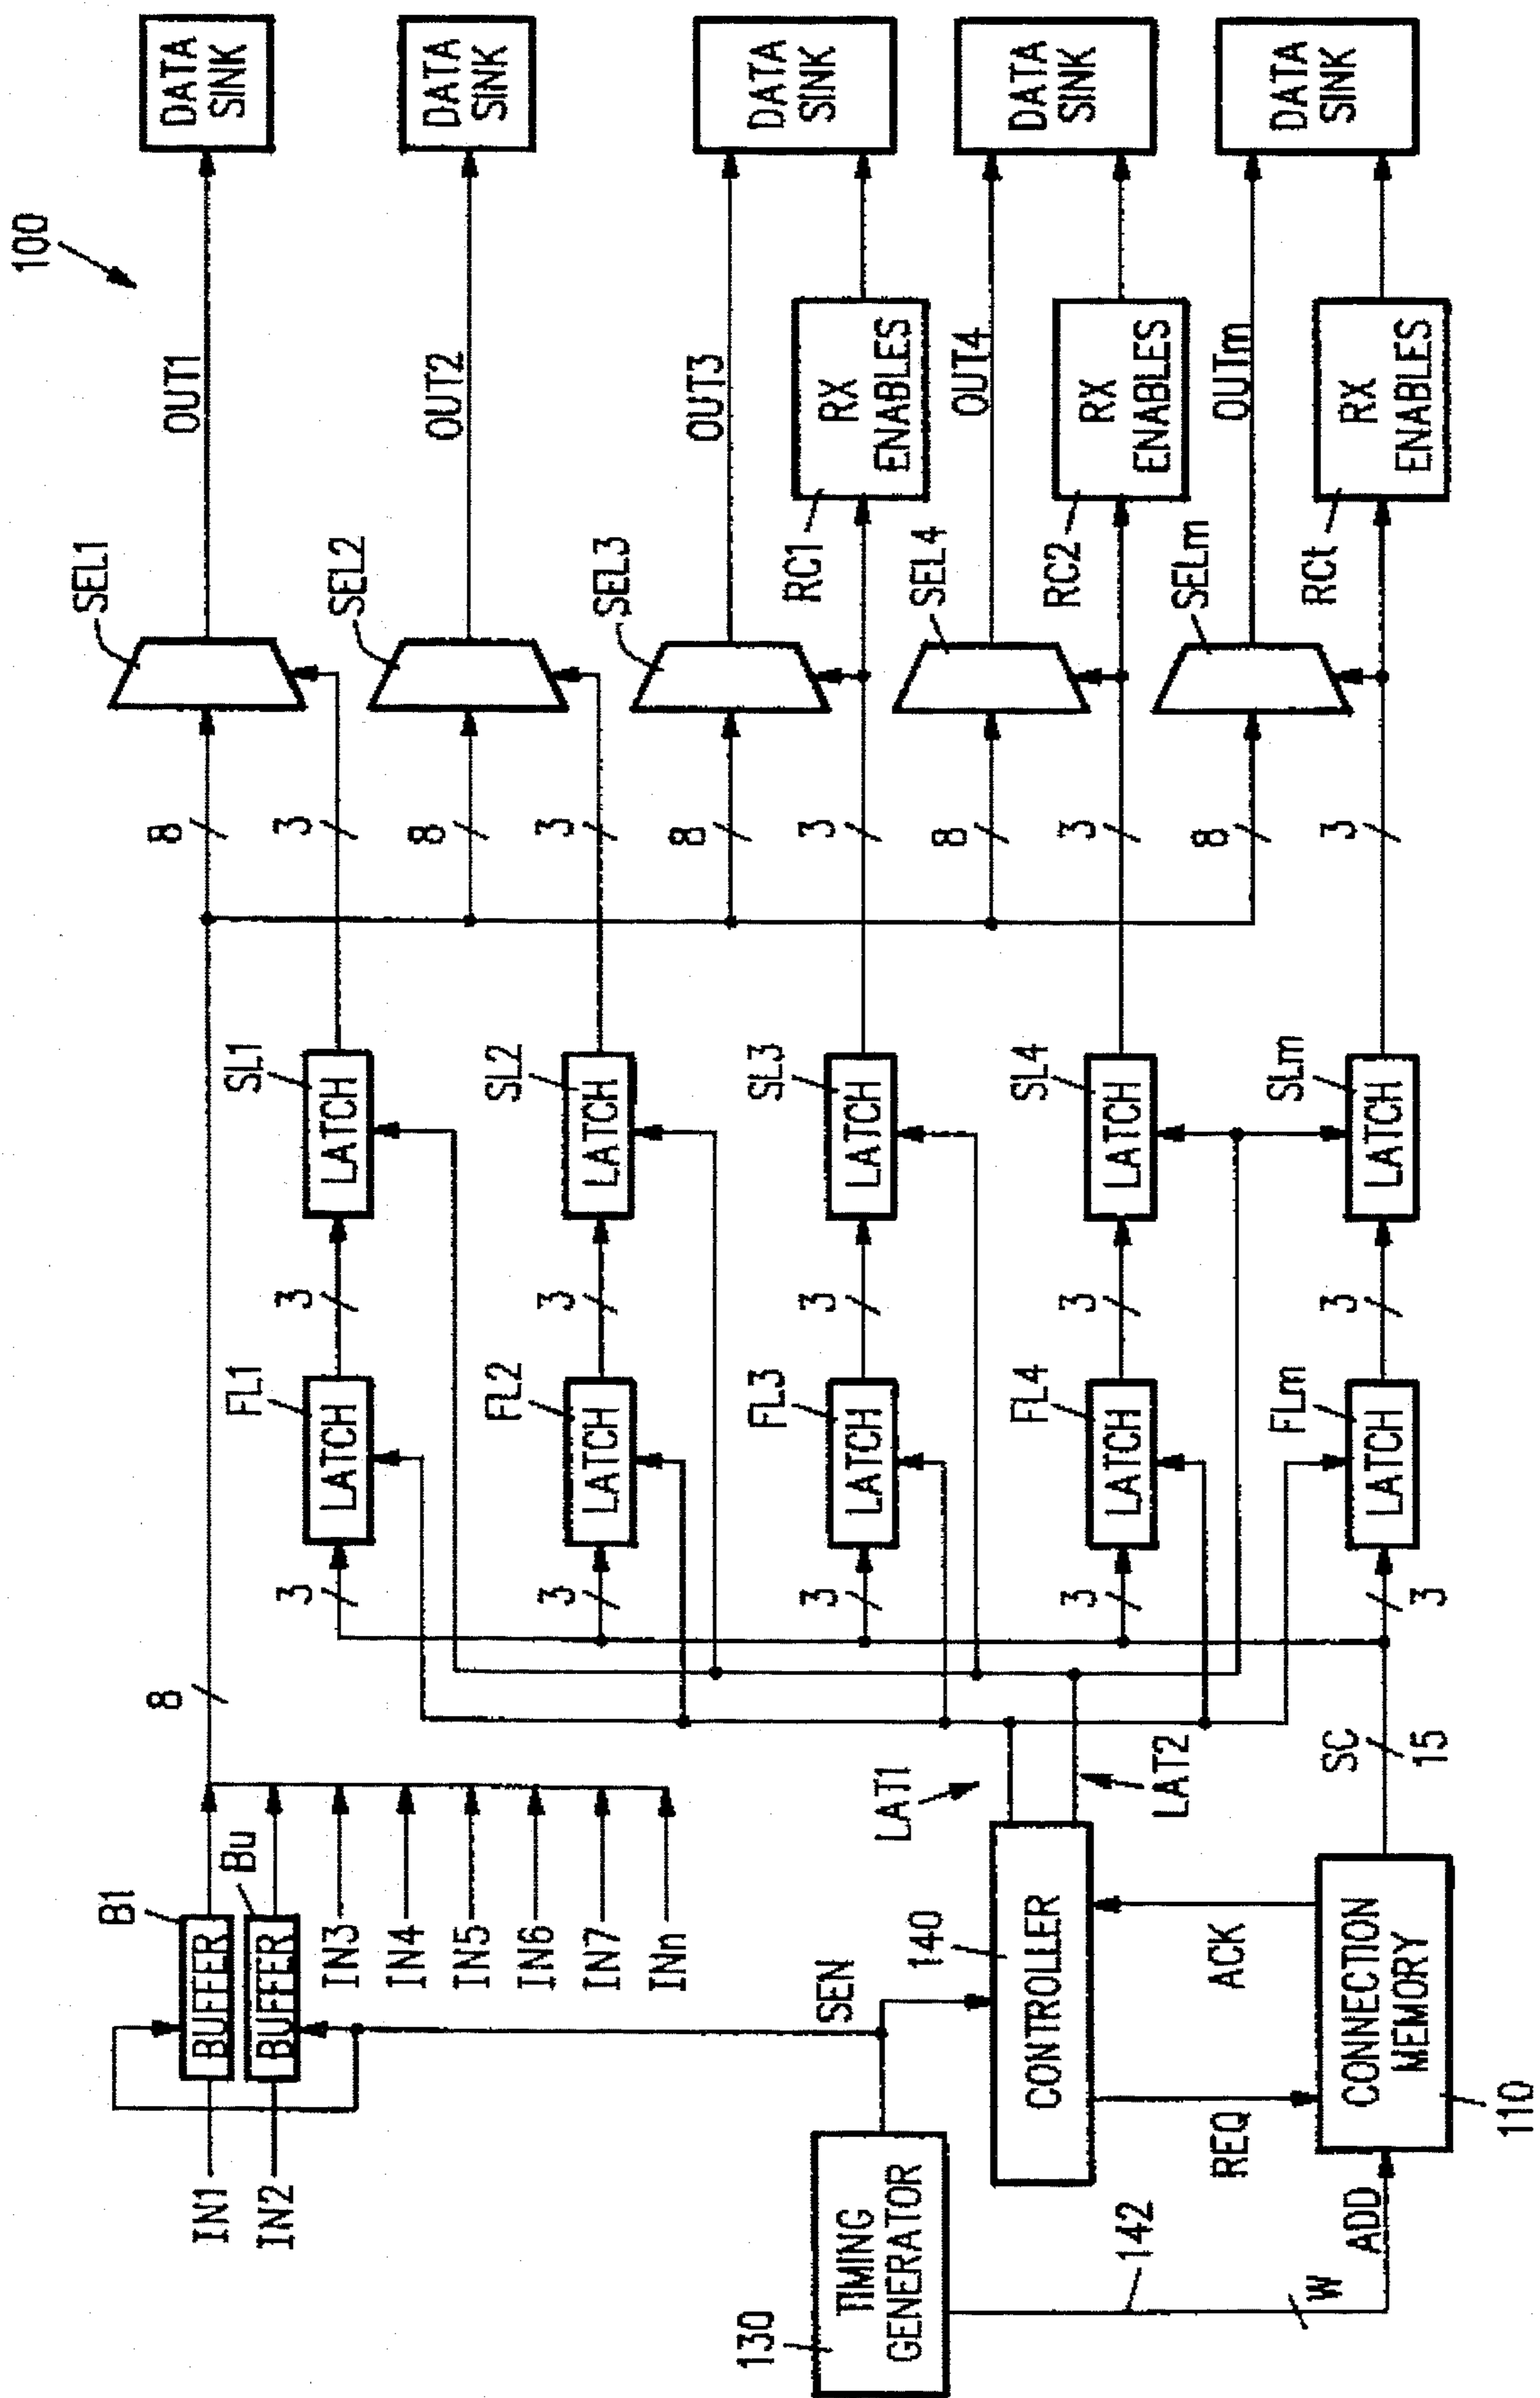 100
DATA
SINK
DATA
SINK
DATA
SINK
DATA
SINK
DATA
SINK
OUT1
OUT2
OUT3
OUT4
OUTm
RX
ENABLES
RX
ENABLES
RX
ENABLES
RC1
RC2
RCt
SEL1
SEL2
SEL3
SEL4
SELm
8
3
8
3
8
3
8
3
8
3
SL1
LATCH
SL2
LATCH
SL3
LATCH
SL4
LATCH
SLm
LATCH
3
3
3
3
3
FL1
LATCH
FL2
LATCH
FL3
LATCH
FL4
LATCH
FLm
LATCH
3
3
3
3
3
8
LAT1
LAT2
SC
15
B1
BUFFER
Bu
BUFFER
IN1
IN2
IN3
IN4
IN5
IN6
IN7
INn
SEN
140
CONTROLLER
ACK
REQ
CONNECTION
MEMORY
110
130
TIMING
GENERATOR
142
W
ADD